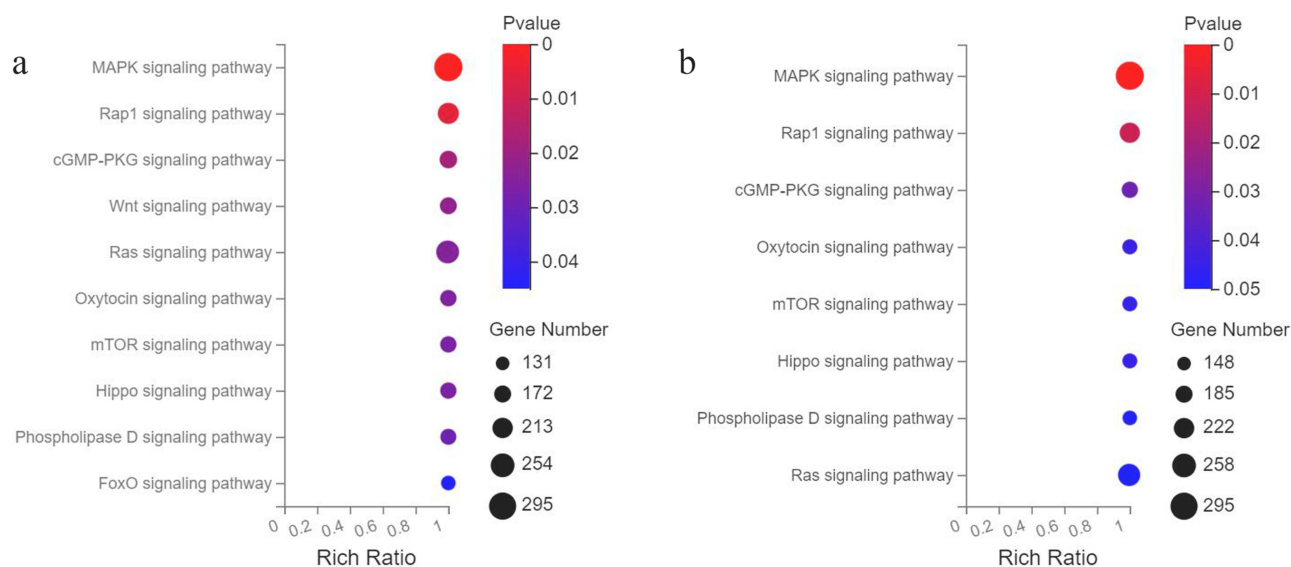 a
MAPK signaling pathway
Rap1 signaling pathway
cGMP-PKG signaling pathway
Wnt signaling pathway
Ras signaling pathway
Oxytocin signaling pathway
mTOR signaling pathway
Hippo signaling pathway
Phospholipase D signaling pathway
FoxO signaling pathway
0 0.2 0.4 0.6 0.8 1
Rich Ratio
Pvalue
0
0.01
0.02
0.03
0.04
Gene Number
131
172
213
254
295
b
MAPK signaling pathway
Rap1 signaling pathway
cGMP-PKG signaling pathway
Oxytocin signaling pathway
mTOR signaling pathway
Hippo signaling pathway
Phospholipase D signaling pathway
Ras signaling pathway
0 0.2 0.4 0.6 0.8 1
Rich Ratio
Pvalue
0
0.01
0.02
0.03
0.04
0.05
Gene Number
148
185
222
258
295